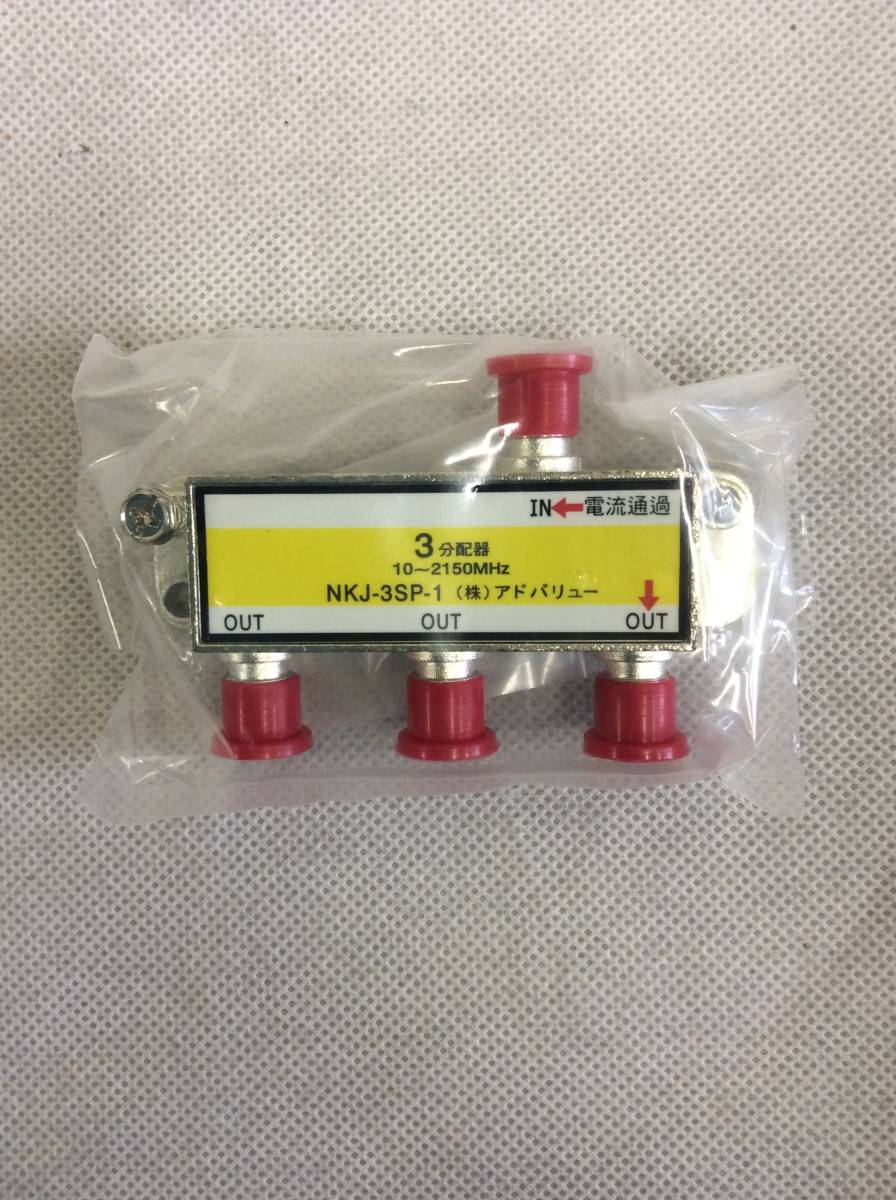 IN←電流通過
3分配器
10〜2150MHz
NKJ-3SP-1 (株)アドバリュー
OUT OUT OUT